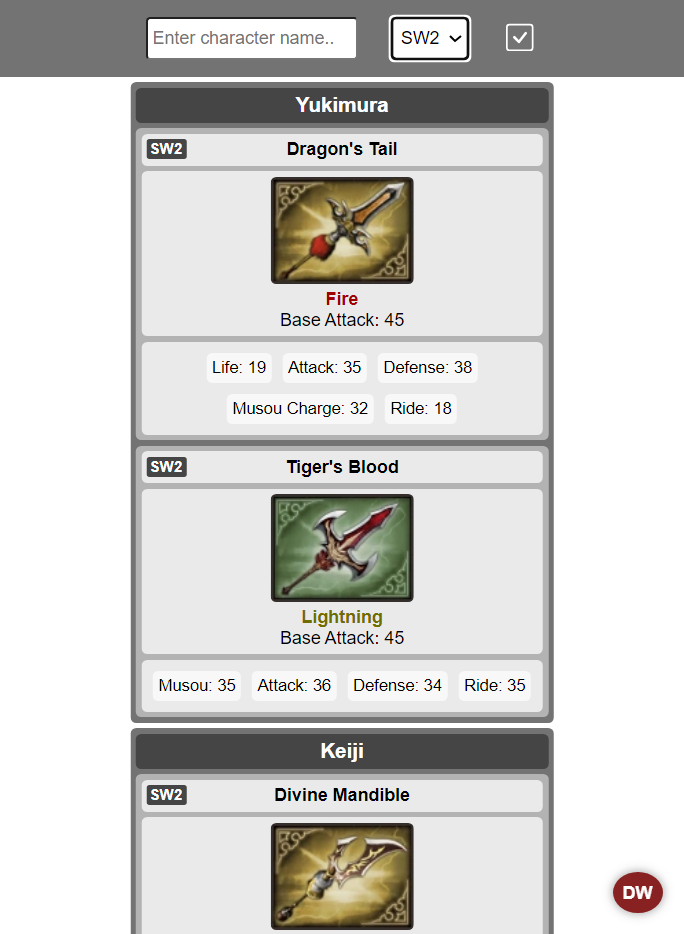 Enter character name..
SW2
Yukimura
SW2 Dragon's Tail
Fire
Base Attack: 45
Life: 19 Attack: 35 Defense: 38
Musou Charge: 32 Ride: 18
SW2 Tiger's Blood
Lightning
Base Attack: 45
Musou: 35 Attack: 36 Defense: 34 Ride: 35
Keiji
SW2 Divine Mandible
DW